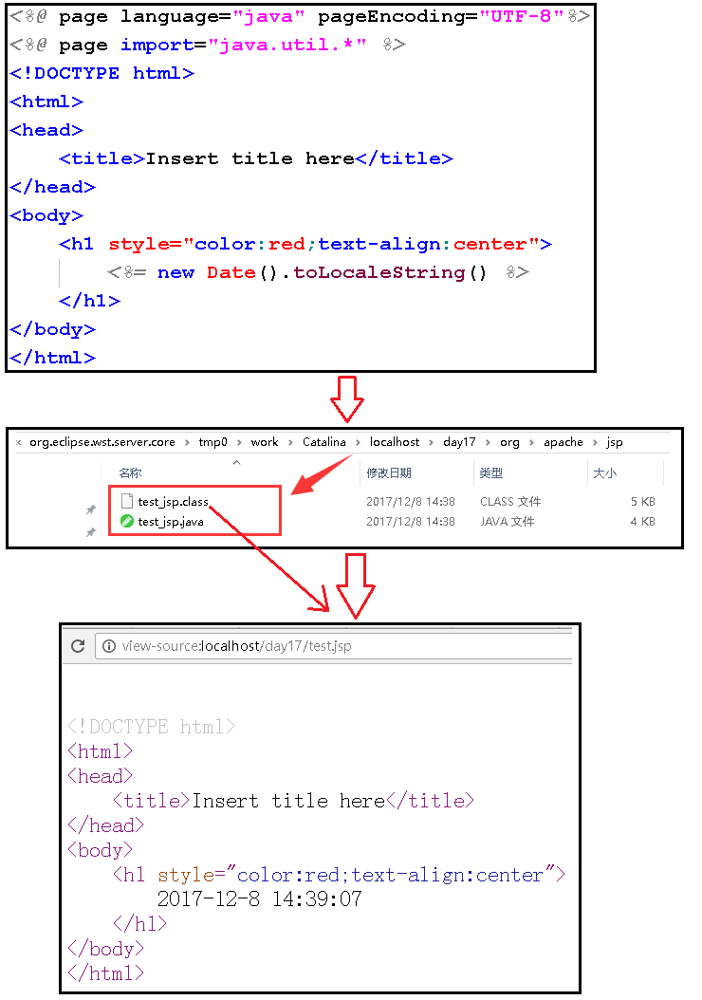 <%@ page language="java" pageEncoding="UTF-8"%>
<%@ page import="java.util.*" %>
<!DOCTYPE html>
<html>
<head>
    <title>Insert title here</title>
</head>
<body>
    <h1 style="color:red;text-align:center">
        <%= new Date().toLocaleString() %>
    </h1>
</body>
</html>
« org.eclipse.wst.server.core › tmp0 › work › Catalina › localhost › day17 › org › apache › jsp
名称 修改日期 类型 大小
test_jsp.class 2017/12/8 14:38 CLASS 文件 5 KB
test_jsp.java 2017/12/8 14:38 JAVA 文件 4 KB
view-source:localhost/day17/test.jsp
<!DOCTYPE html>
<html>
<head>
    <title>Insert title here</title>
</head>
<body>
    <h1 style="color:red;text-align:center">
        2017-12-8 14:39:07
    </h1>
</body>
</html>